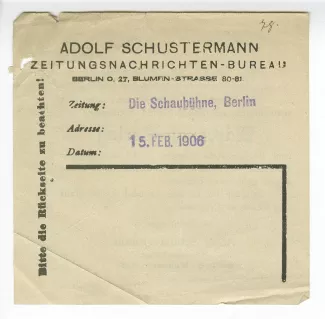 29.
ADOLF SCHUSTERMANN
ZEITUNGSNACHRICHTEN-BUREAU
BERLIN O, 27, BLUMEN-STRASSE 80-81
Zeitung: Die Schaubühne, Berlin
Adresse:
Datum: 15. FEB. 1906
Bitte die Rückseite zu beachten!